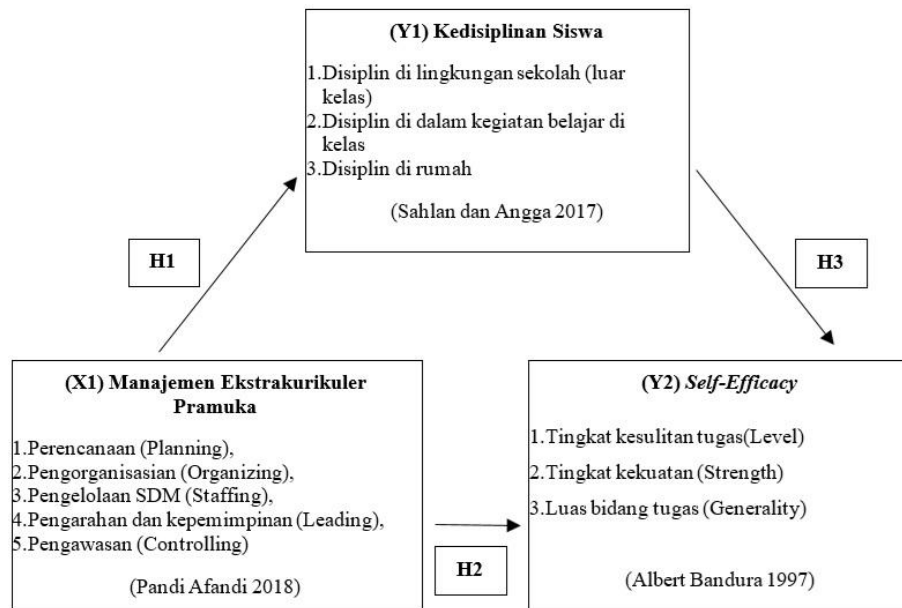 (Y1) Kedisiplinan Siswa
1.Disiplin di lingkungan sekolah (luar
kelas)
2.Disiplin di dalam kegiatan belajar di
kelas
3.Disiplin di rumah
(Sahlan dan Angga 2017)
H1
H3
(X1) Manajemen Ekstrakurikuler
Pramuka
1.Perencanaan (Planning),
2.Pengorganisasian (Organizing),
3.Pengelolaan SDM (Staffing),
4.Pengarahan dan kepemimpinan (Leading),
5.Pengawasan (Controlling)
(Pandi Afandi 2018)
H2
(Y2) Self-Efficacy
1.Tingkat kesulitan tugas(Level)
2.Tingkat kekuatan (Strength)
3.Luas bidang tugas (Generality)
(Albert Bandura 1997)